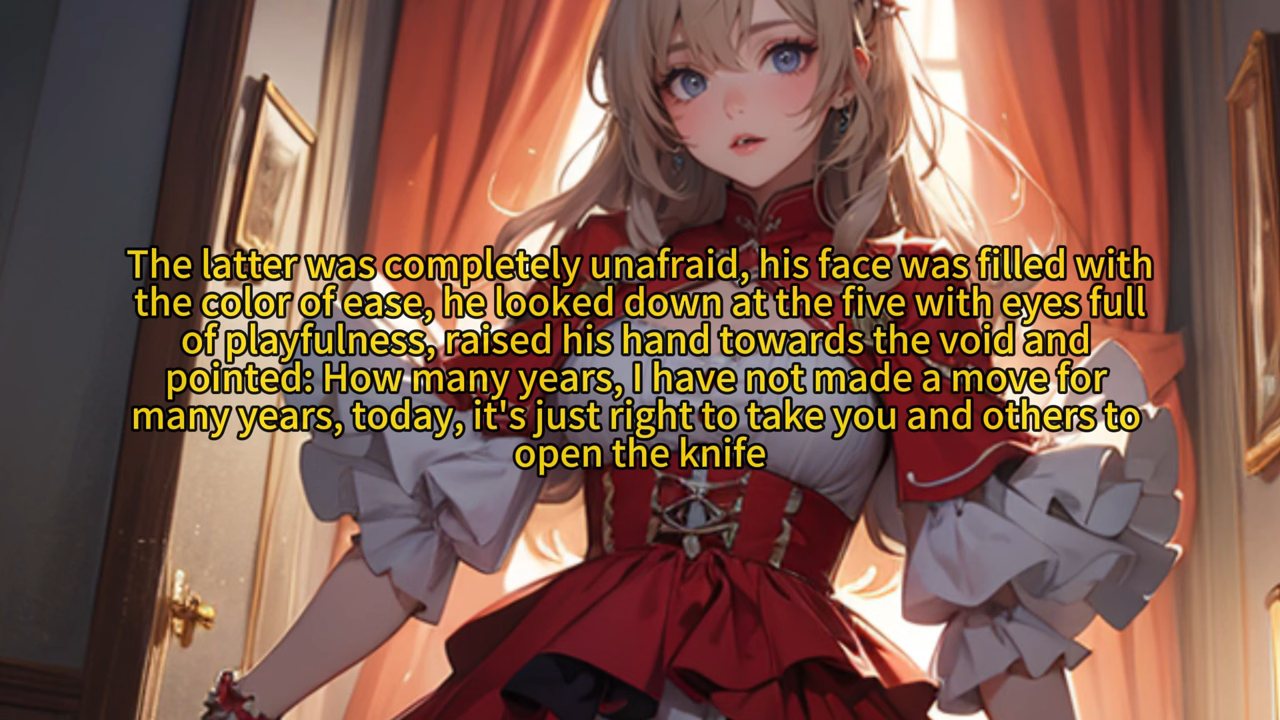 The latter was completely unafraid, his face was filled with
the color of ease, he looked down at the five with eyes full
of playfulness, raised his hand towards the void and
pointed: How many years, I have not made a move for
many years, today, it's just right to take you and others to
open the knife